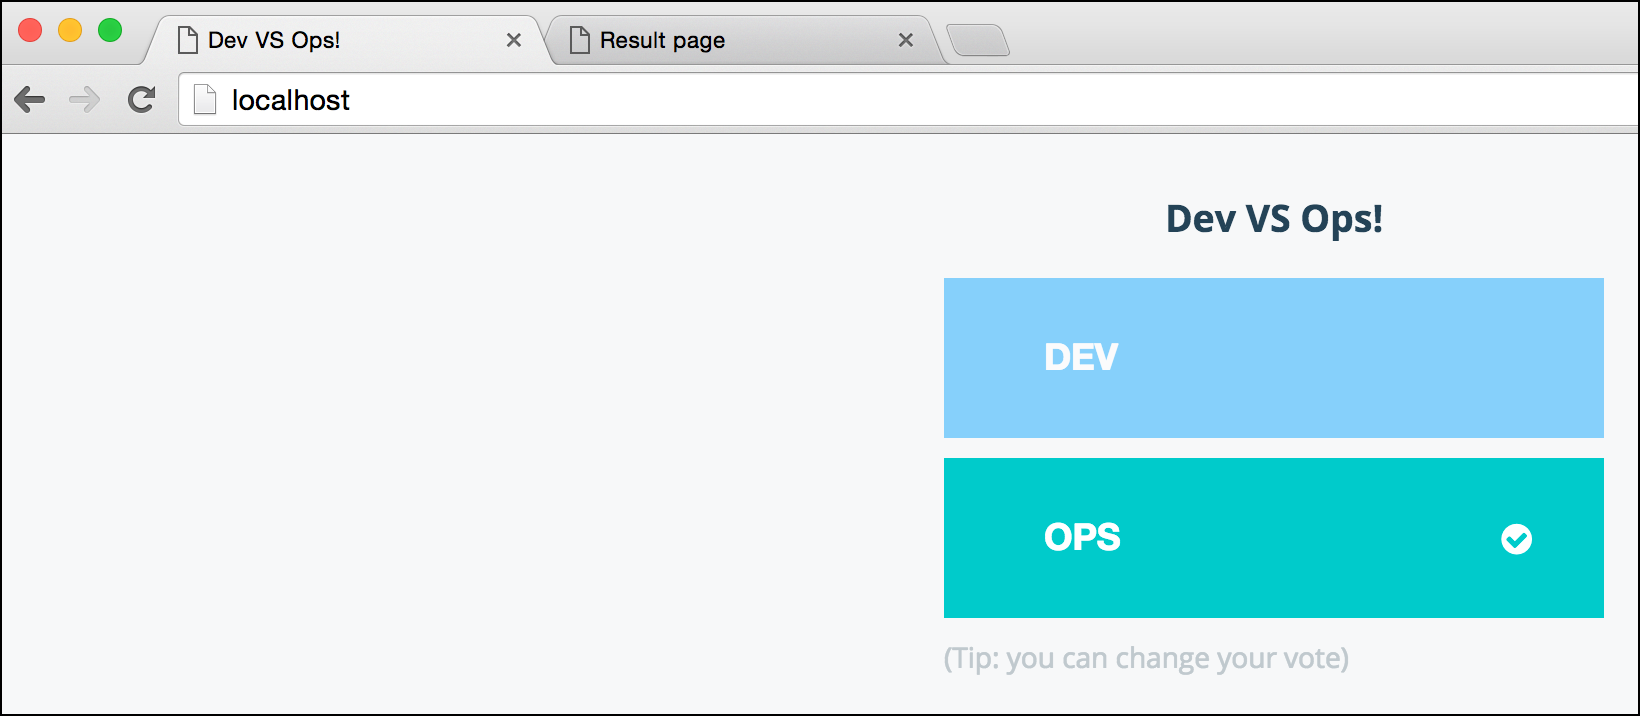 Dev VS Ops!
Result page
localhost
Dev VS Ops!
DEV
OPS
(Tip: you can change your vote)